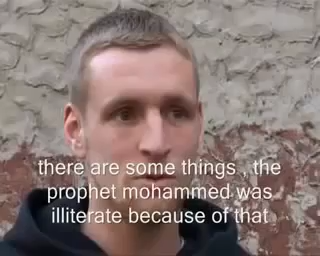 there are some things , the
prophet mohammed was
illiterate because of that